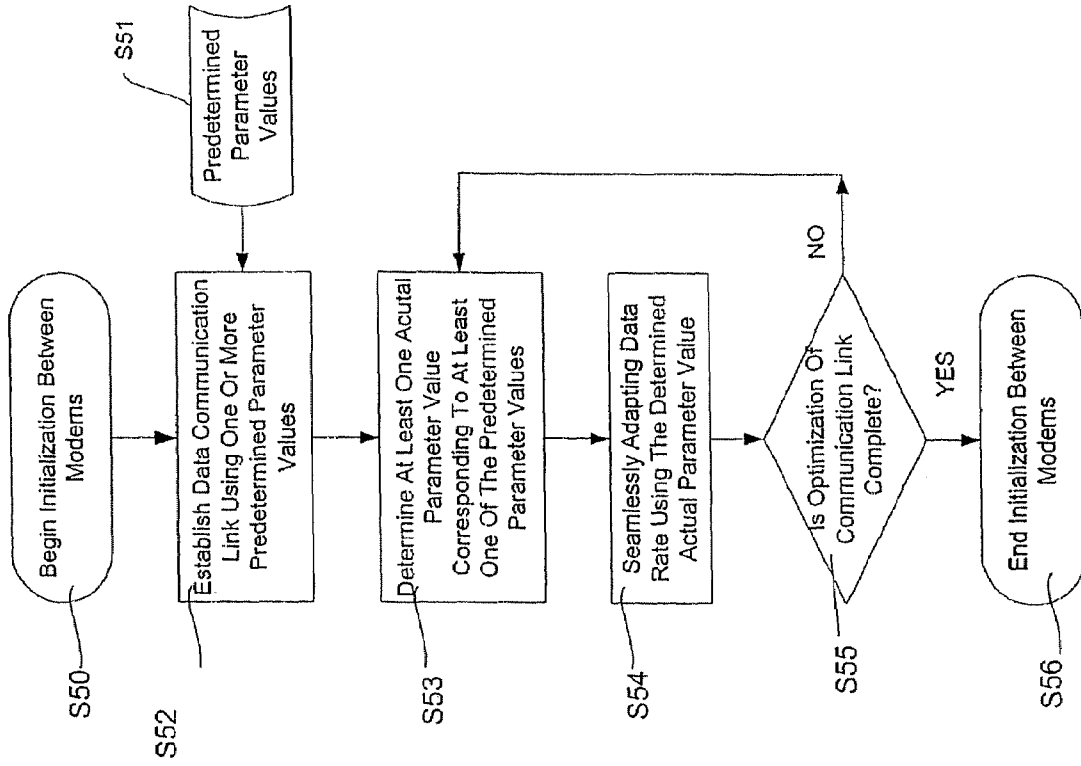 S50
Begin Initialization Between
Modems
S51
Predetermined
Parameter
Values
S52
Establish Data Communication
Link Using One Or More
Predetermined Parameter
Values
S53
Determine At Least One Acutal
Parameter Value
Corresponding To At Least
One Of The Predetermined
Parameter Values
S54
Seamlessly Adapting Data
Rate Using The Determined
Actual Parameter Value
S55
Is Optimization Of
Communication Link
Complete?
NO
YES
S56
End Initialization Between
Modems